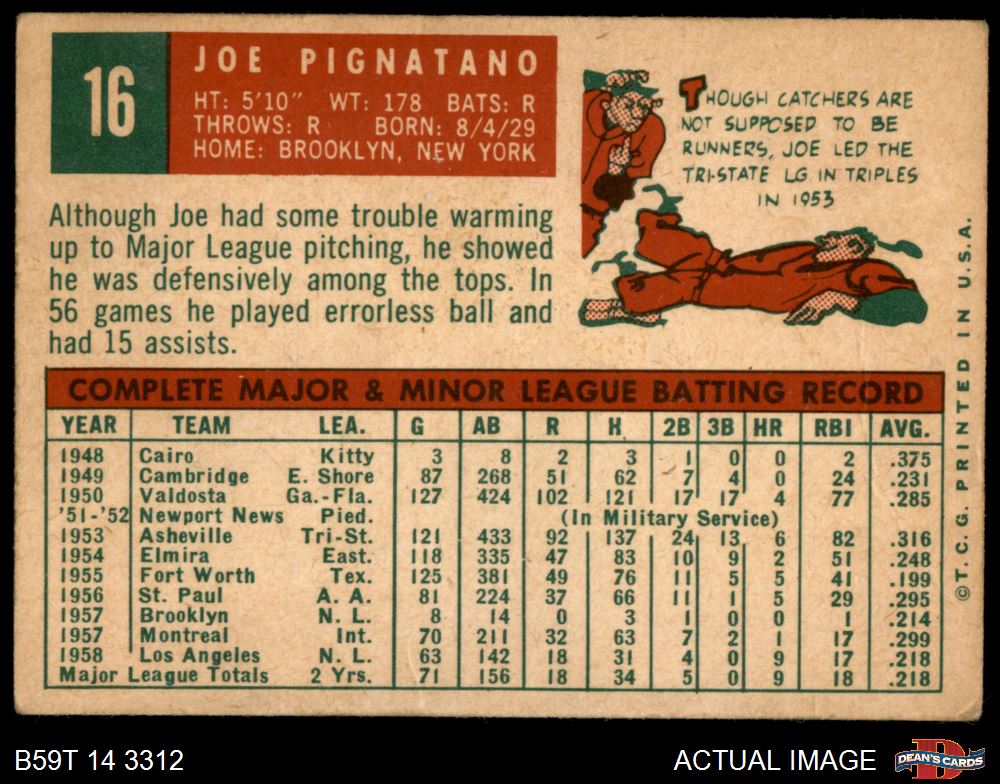 16
JOE PIGNATANO
HT: 5'10" WT: 178 BATS: R
THROWS: R BORN: 8/4/29
HOME: BROOKLYN, NEW YORK
THOUGH CATCHERS ARE
NOT SUPPOSED TO BE
RUNNERS, JOE LED THE
TRI-STATE LG IN TRIPLES
IN 1953
Although Joe had some trouble warming
up to Major League pitching, he showed
he was defensively among the tops. In
56 games he played errorless ball and
had 15 assists.
COMPLETE MAJOR & MINOR LEAGUE BATTING RECORD
YEAR TEAM LEA. G AB R H 2B 3B HR RBI AVG.
1948 Cairo Kitty 3 8 2 3 1 0 0 2 .375
1949 Cambridge E. Shore 87 268 51 62 7 4 0 24 .231
1950 Valdosta Ga.-Fla. 127 424 102 121 17 17 4 77 .285
'51-'52 Newport News Pied. (In Military Service)
1953 Asheville Tri-St. 121 433 92 137 24 13 6 82 .316
1954 Elmira East. 118 335 47 83 10 9 2 51 .248
1955 Fort Worth Tex. 125 381 49 76 11 5 5 41 .199
1956 St. Paul A. A. 81 224 37 66 11 1 5 29 .295
1957 Brooklyn N. L. 8 14 0 3 1 0 0 1 .214
1957 Montreal Int. 70 211 32 63 7 2 1 17 .299
1958 Los Angeles N. L. 63 142 18 31 4 0 9 17 .218
Major League Totals 2 Yrs. 71 156 18 34 5 0 9 18 .218
©T. C. G. PRINTED IN U.S.A.
B59T 14 3312
ACTUAL IMAGE
DEAN'S CARDS